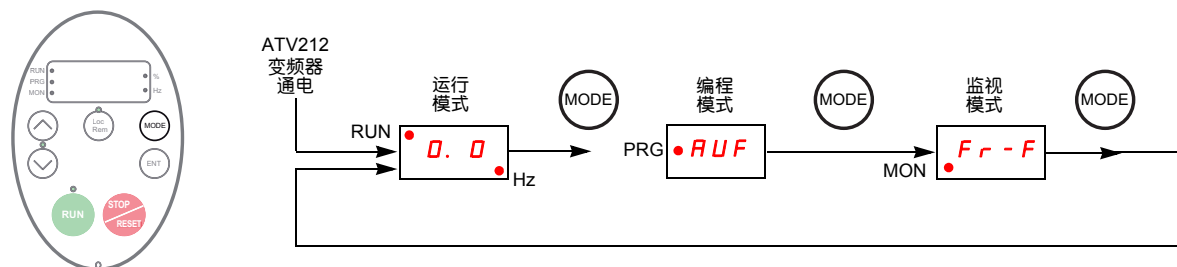 RUN
PRG
MON
%
Hz
Loc
Rem
MODE
ENT
RUN
STOP
RESET
ATV212
变频器
通电
运行
模式
RUN
0. 0
Hz
MODE
编程
模式
PRG
AUF
MODE
监视
模式
MON
Fr-F
MODE